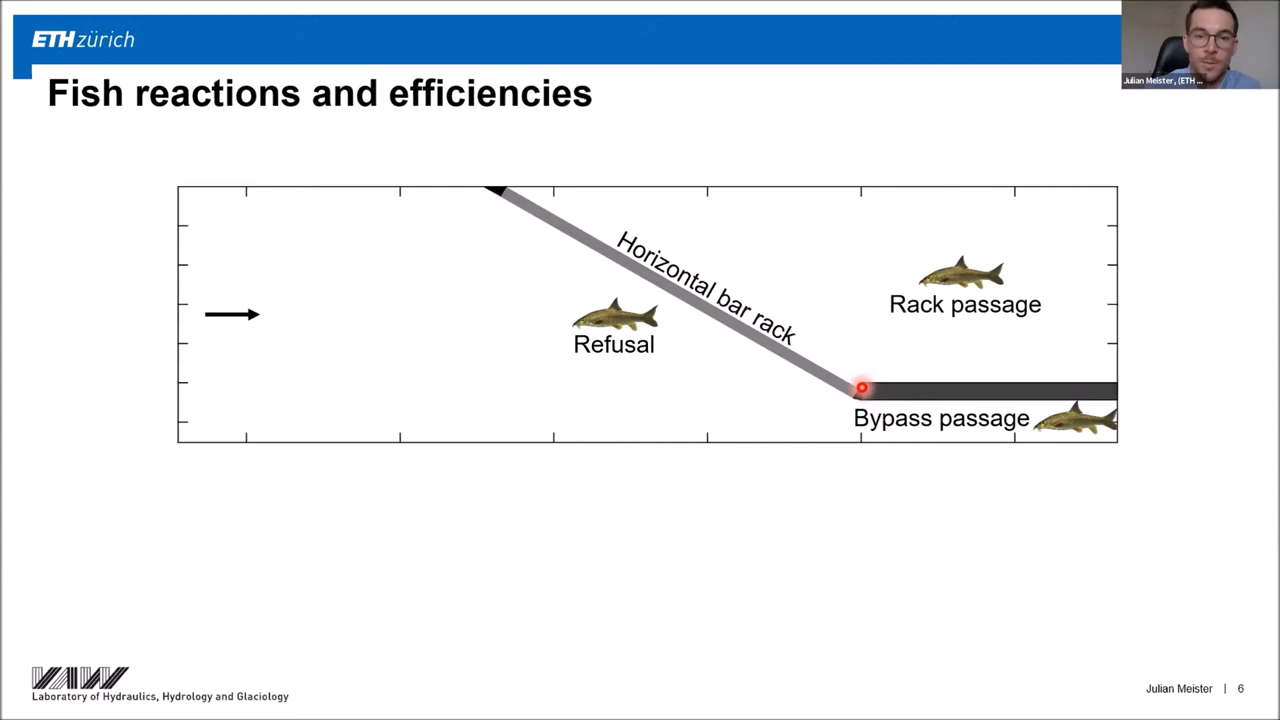 ETH zürich
Julian Meister, (ETH ...
Fish reactions and efficiencies
Horizontal bar rack
Rack passage
Refusal
Bypass passage
VAW
Laboratory of Hydraulics, Hydrology and Glaciology
Julian Meister | 6